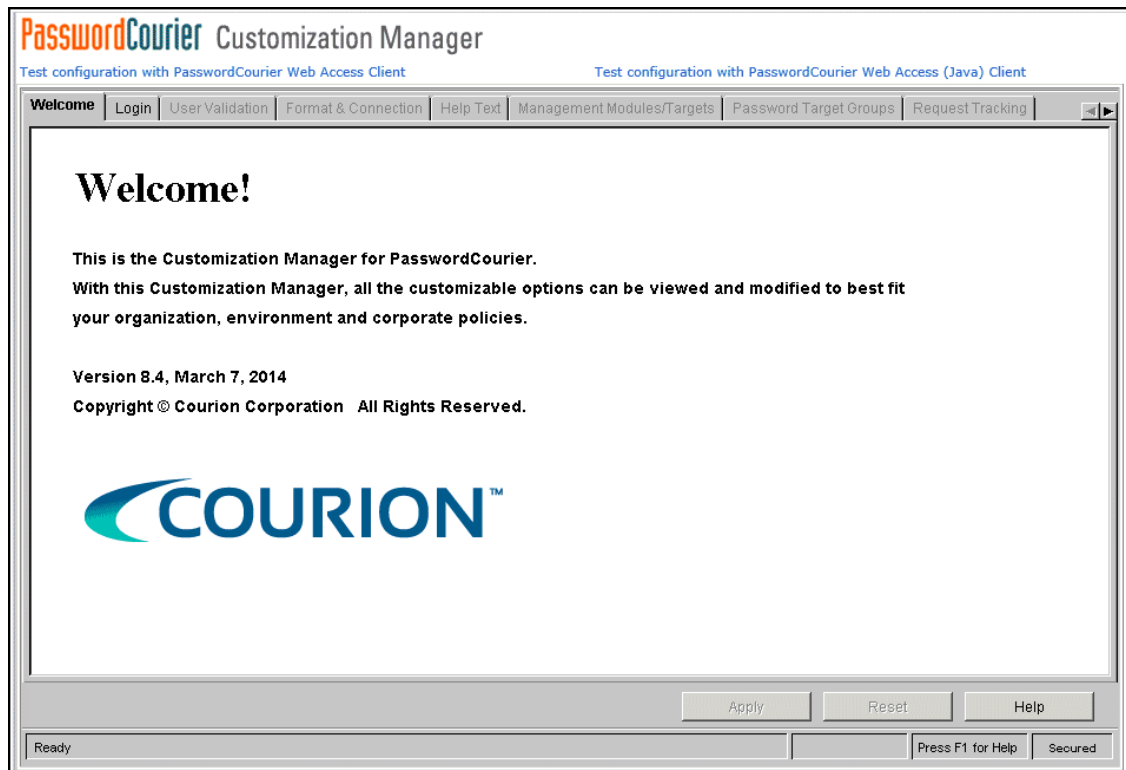 PasswordCourier Customization Manager
Test configuration with PasswordCourier Web Access Client Test configuration with PasswordCourier Web Access (Java) Client
Welcome Login User Validation Format & Connection Help Text Management Modules/Targets Password Target Groups Request Tracking
Welcome!
This is the Customization Manager for PasswordCourier.
With this Customization Manager, all the customizable options can be viewed and modified to best fit
your organization, environment and corporate policies.
Version 8.4, March 7, 2014
Copyright © Courion Corporation All Rights Reserved.
COURION™
Apply Reset Help
Ready Press F1 for Help Secured